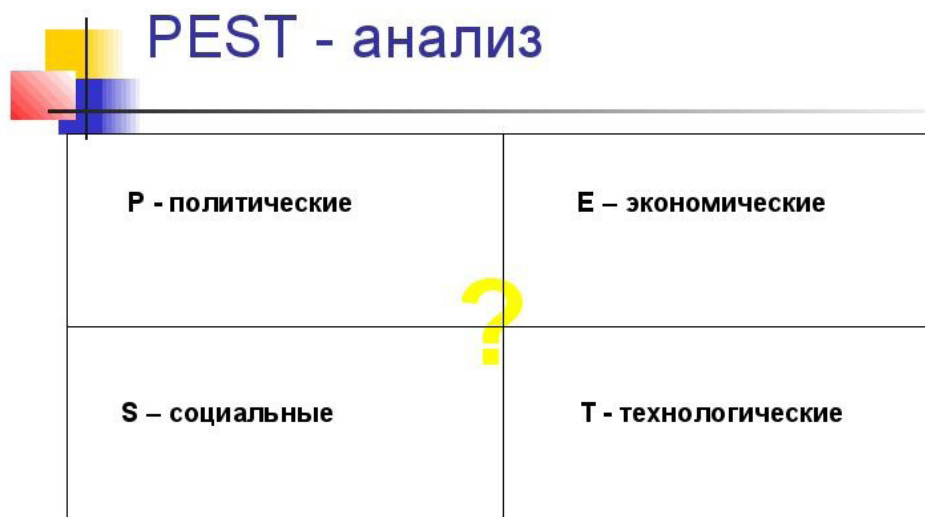 PEST - анализ
P - политические
E – экономические
?
S – социальные
T - технологические